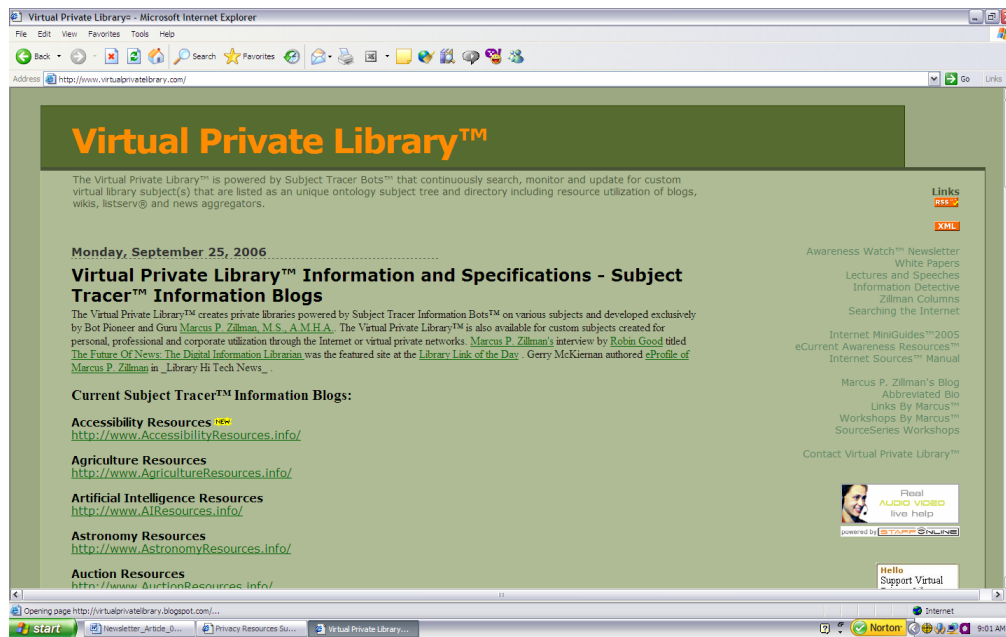 Virtual Private Library¤ - Microsoft Internet Explorer
File Edit View Favorites Tools Help
Back Search Favorites
Address http://www.virtualprivatelibrary.com/ Go Links
Virtual Private Library™
The Virtual Private Library™ is powered by Subject Tracer Bots™ that continuously search, monitor and update for custom
virtual library subject(s) that are listed as an unique ontology subject tree and directory including resource utilization of blogs,
wikis, listserv® and news aggregators.
Monday, September 25, 2006
Virtual Private Library™ Information and Specifications - Subject
Tracer™ Information Blogs
The Virtual Private Library™ creates private libraries powered by Subject Tracer Information Bots™ on various subjects and developed exclusively
by Bot Pioneer and Guru Marcus P. Zillman, M.S., A.M.H.A.. The Virtual Private Library™ is also available for custom subjects created for
personal, professional and corporate utilization through the Internet or virtual private networks. Marcus P. Zillman's interview by Robin Good titled
The Future Of News: The Digital Information Librarian was the featured site at the Library Link of the Day . Gerry McKiernan authored eProfile of
Marcus P. Zillman in _Library Hi Tech News_ .
Current Subject Tracer™ Information Blogs:
Accessibility Resources NEW
http://www.AccessibilityResources.info/
Agriculture Resources
http://www.AgricultureResources.info/
Artificial Intelligence Resources
http://www.AIResources.info/
Astronomy Resources
http://www.AstronomyResources.info/
Auction Resources
http://www.AuctionResources.info/
Links
RSS
XML
Awareness Watch™ Newsletter
White Papers
Lectures and Speeches
Information Detective
Zillman Columns
Searching the Internet
Internet MiniGuides™2005
eCurrent Awareness Resources™
Internet Sources™ Manual
Marcus P. Zillman's Blog
Abbreviated Bio
Links By Marcus™
Workshops By Marcus™
SourceSeries Workshops
Contact Virtual Private Library™
Real
AUDIO VIDEO
live help
powered by STAFF ONLINE
Hello
Support Virtual
Opening page http://virtualprivatelibrary.blogspot.com/... Internet
start Newsletter_Article_0... Privacy Resources Su... Virtual Private Library... Norton 9:01 AM